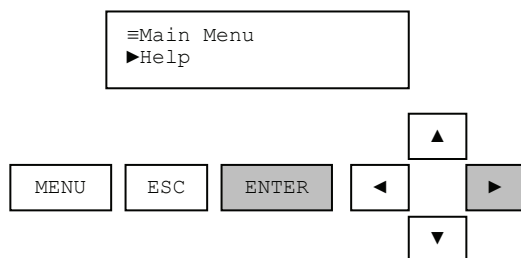 ≡Main Menu
►Help
▲
MENU ESC ENTER ◄ ►
▼